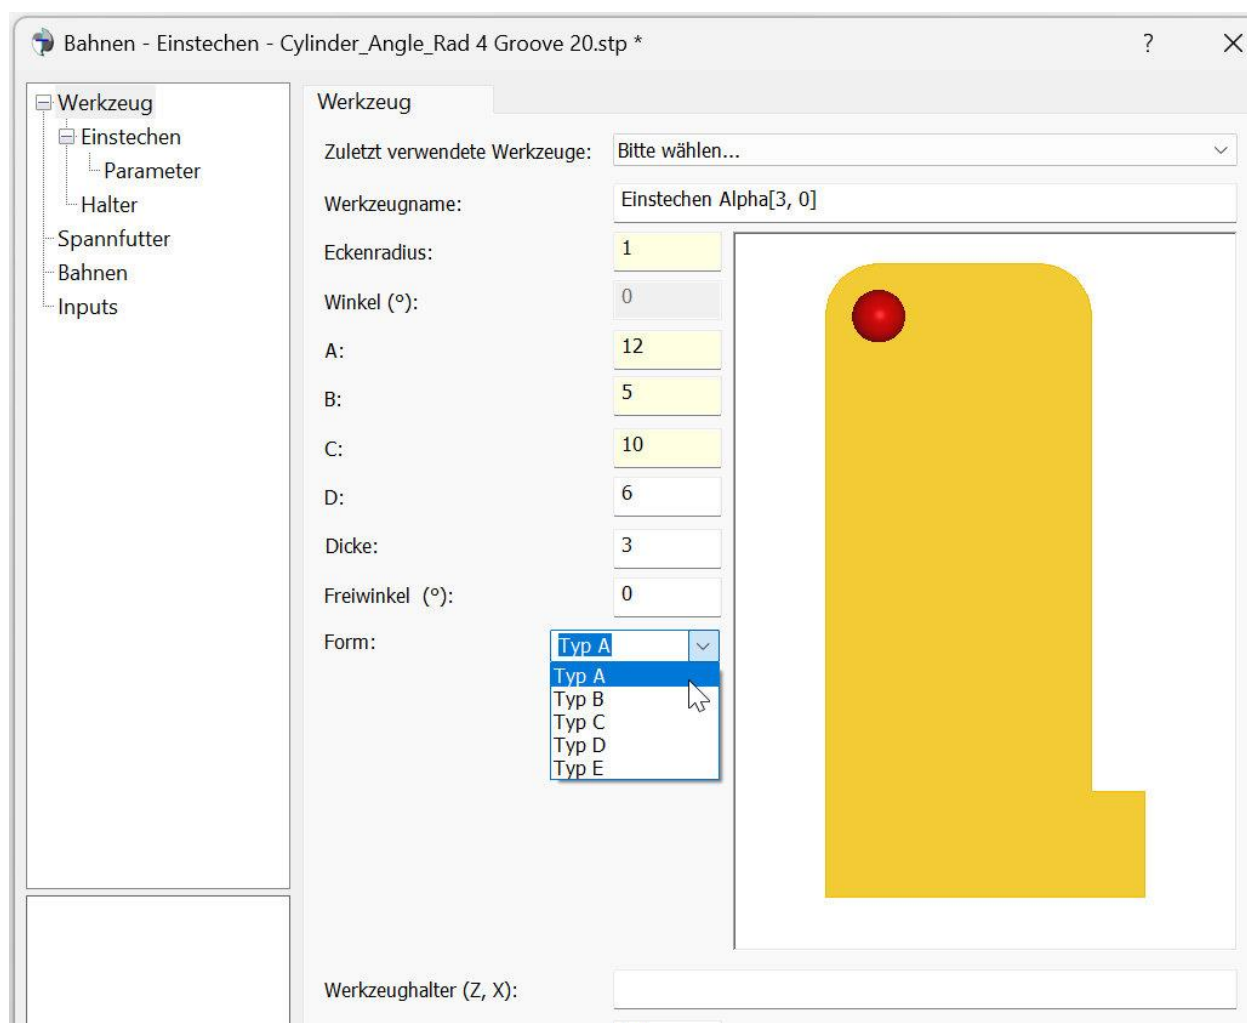 Bahnen - Einstechen - Cylinder_Angle_Rad 4 Groove 20.stp *
?
Werkzeug
Einstechen
Parameter
Halter
Spannfutter
Bahnen
Inputs
Werkzeug
Zuletzt verwendete Werkzeuge: Bitte wählen...
Werkzeugname: Einstechen Alpha[3, 0]
Eckenradius: 1
Winkel (º): 0
A: 12
B: 5
C: 10
D: 6
Dicke: 3
Freiwinkel (º): 0
Form: Typ A
Typ A
Typ B
Typ C
Typ D
Typ E
Werkzeughalter (Z, X):